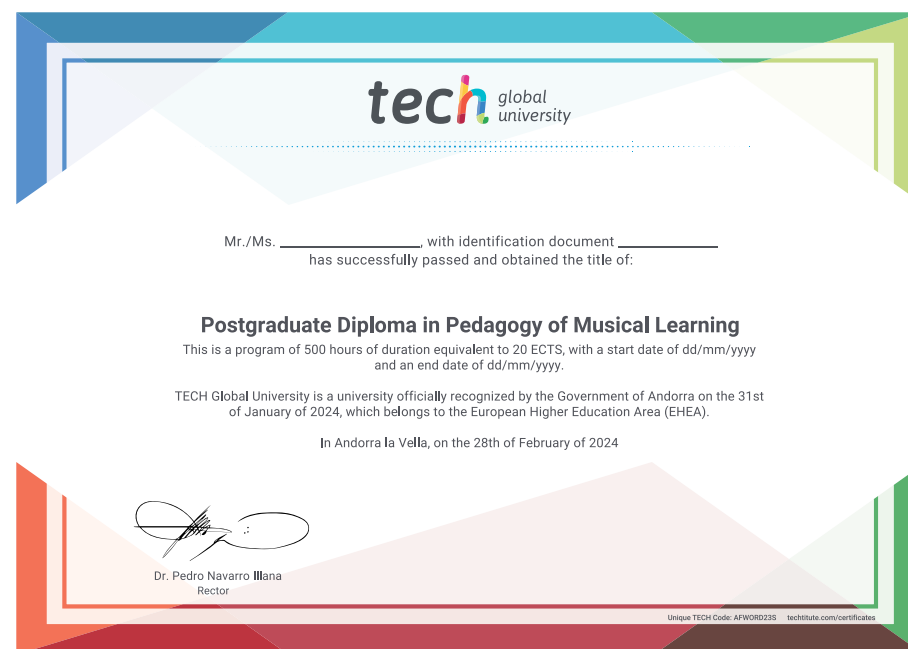 tech global university
Mr./Ms. ____________________, with identification document ______________
has successfully passed and obtained the title of:
Postgraduate Diploma in Pedagogy of Musical Learning
This is a program of 500 hours of duration equivalent to 20 ECTS, with a start date of dd/mm/yyyy
and an end date of dd/mm/yyyy.
TECH Global University is a university officially recognized by the Government of Andorra on the 31st
of January of 2024, which belongs to the European Higher Education Area (EHEA).
In Andorra la Vella, on the 28th of February of 2024
Dr. Pedro Navarro Illana
Rector
Unique TECH Code: AFWORD23S techtitute.com/certificates